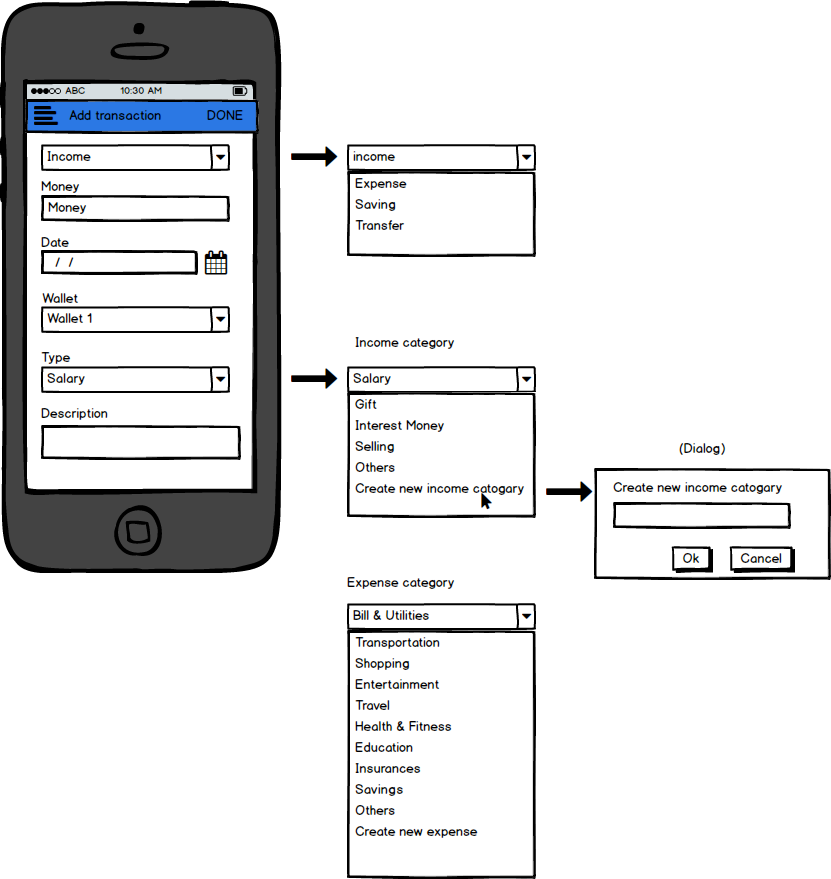 ABC 10:30 AM
Add transaction DONE
Income
Money
Money
Date
/ /
Wallet
Wallet 1
Type
Salary
Description
income
Expense
Saving
Transfer
Income category
Salary
Gift
Interest Money
Selling
Others
Create new income catogary
(Dialog)
Create new income catogary
Ok Cancel
Expense category
Bill & Utilities
Transportation
Shopping
Entertainment
Travel
Health & Fitness
Education
Insurances
Savings
Others
Create new expense